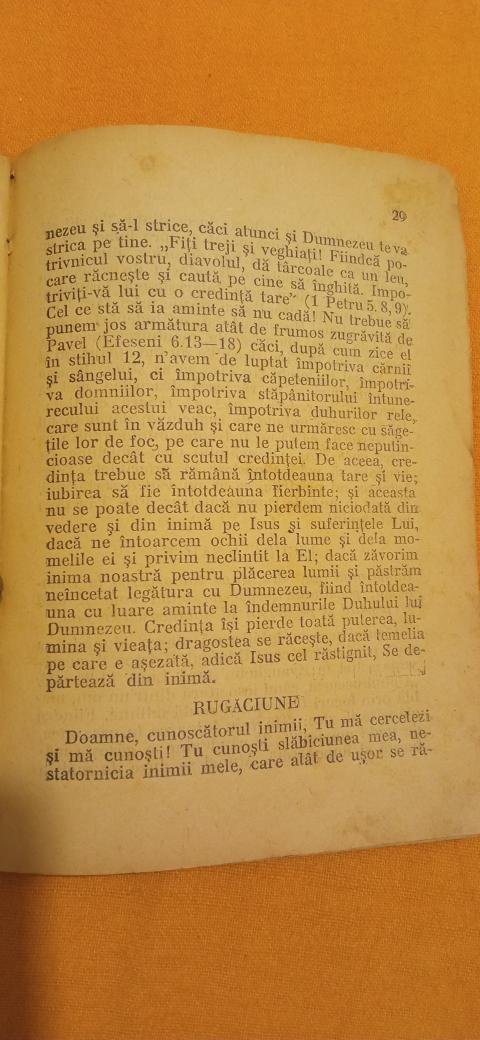 29
nezeu şi să-l strice, căci atunci şi Dumnezeu te va
strica pe tine. „Fiţi treji şi veghiaţi! Fiindcă po-
trivnicul vostru, diavolul, dă târcoale ca un leu,
care răcneşte şi caută pe cine să înghită. Impo-
triviţi-vă lui cu o credinţă tare” (1 Petru 5. 8, 9).
Cel ce stă să ia aminte să nu cadă! Nu trebue să
punem jos armătura atât de frumos zugrăvită de
Pavel (Efeseni 6.13—18) căci, după cum zice el
în stihul 12, n'avem de luptat împotriva cărnii
şi sângelui, ci împotriva căpeteniilor, împotri-
va domniilor, împotriva stăpânitorului întune-
recului acestui veac, împotriva duhurilor rele,
care sunt în văzduh şi care ne urmăresc cu săge-
ţile lor de foc, pe care nu le putem face neputin-
cioase decât cu scutul credinţei. De aceea, cre-
dinţa trebue să rămână întotdeauna tare şi vie;
iubirea să fie întotdeauna fierbinte; şi aceasta
nu se poate decât dacă nu pierdem niciodată din
vedere şi din inimă pe Isus şi suferinţele Lui,
dacă ne întoarcem ochii dela lume şi dela mo-
melile ei şi privim neclintit la El; dacă zăvorim
inima noastră pentru plăcerea lumii şi păstrăm
neîncetat legătura cu Dumnezeu, fiind întotdea-
una cu luare aminte la îndemnurile Duhului lui
Dumnezeu. Credinţa îşi pierde toată puterea, lu-
mina şi vieaţa; dragostea se răceşte, dacă temelia
pe care e aşezată, adică Isus cel răstignit, Se de-
părtează din inimă.
RUGĂCIUNE
Doamne, cunoscătorul inimii, Tu mă cercelezi
şi mă cunoşti! Tu cunoşti slăbiciunea mea, ne-
statornicia inimii mele, care atât de uşor se ră-